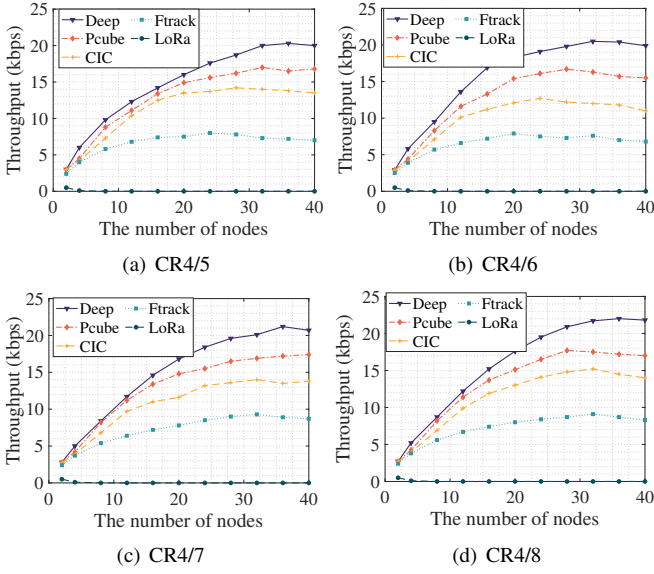 25
20
15
10
5
0
Throughput (kbps)
Deep
Pcube
CIC
Ftrack
LoRa
0 10 20 30 40
The number of nodes
(a) CR4/5
25
20
15
10
5
0
Throughput (kbps)
Deep
Pcube
CIC
Ftrack
LoRa
0 10 20 30 40
The number of nodes
(b) CR4/6
25
20
15
10
5
0
Throughput (kbps)
Deep
Pcube
CIC
Ftrack
LoRa
0 10 20 30 40
The number of nodes
(c) CR4/7
25
20
15
10
5
0
Throughput (kbps)
Deep
Pcube
CIC
Ftrack
LoRa
0 10 20 30 40
The number of nodes
(d) CR4/8